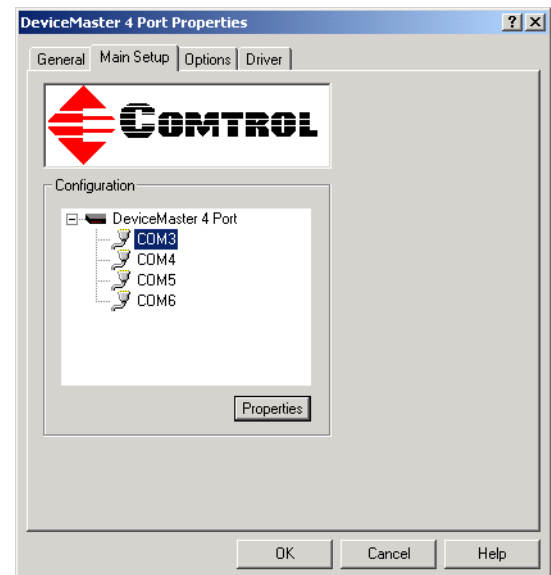 DeviceMaster 4 Port Properties
General Main Setup Options Driver
COMTROL
Configuration
DeviceMaster 4 Port
COM3
COM4
COM5
COM6
Properties
OK Cancel Help